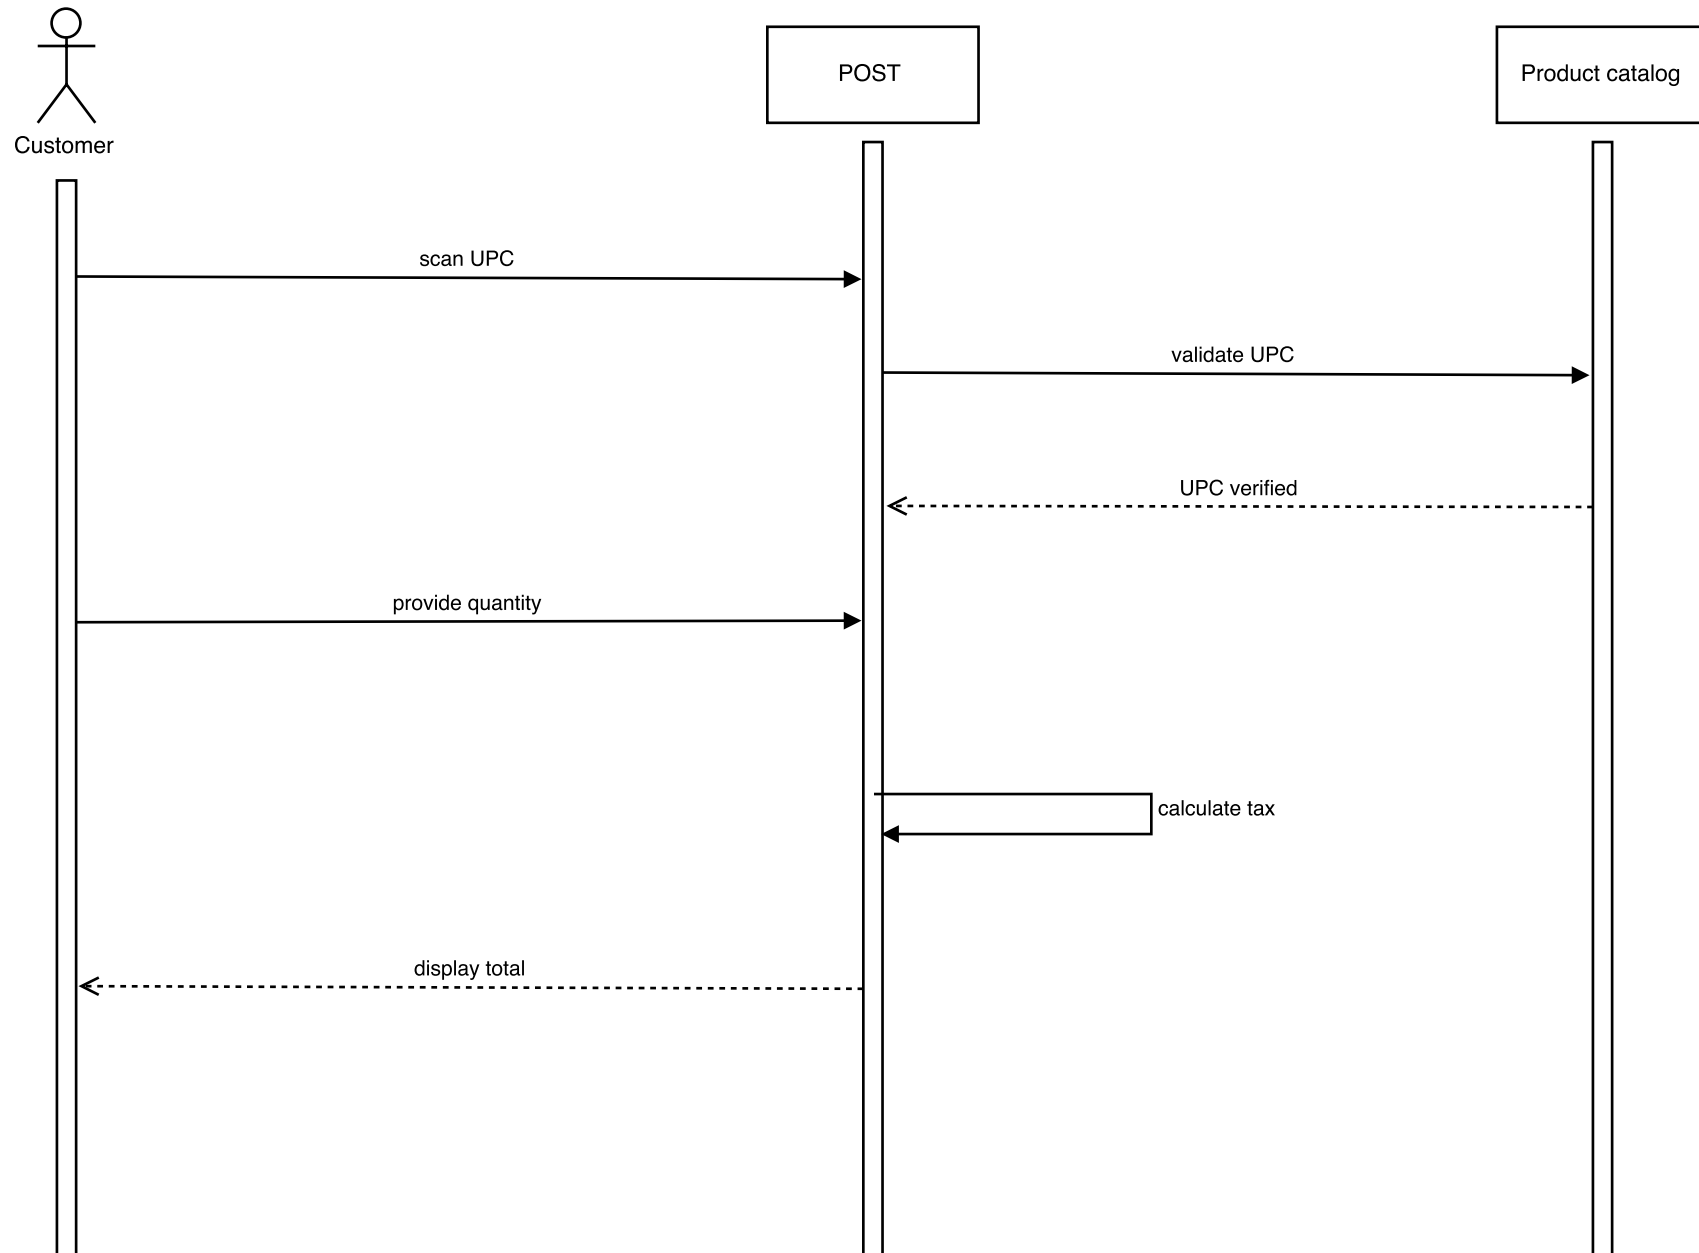 POST
Product catalog
Customer
scan UPC
validate UPC
UPC verified
provide quantity
calculate tax
display total